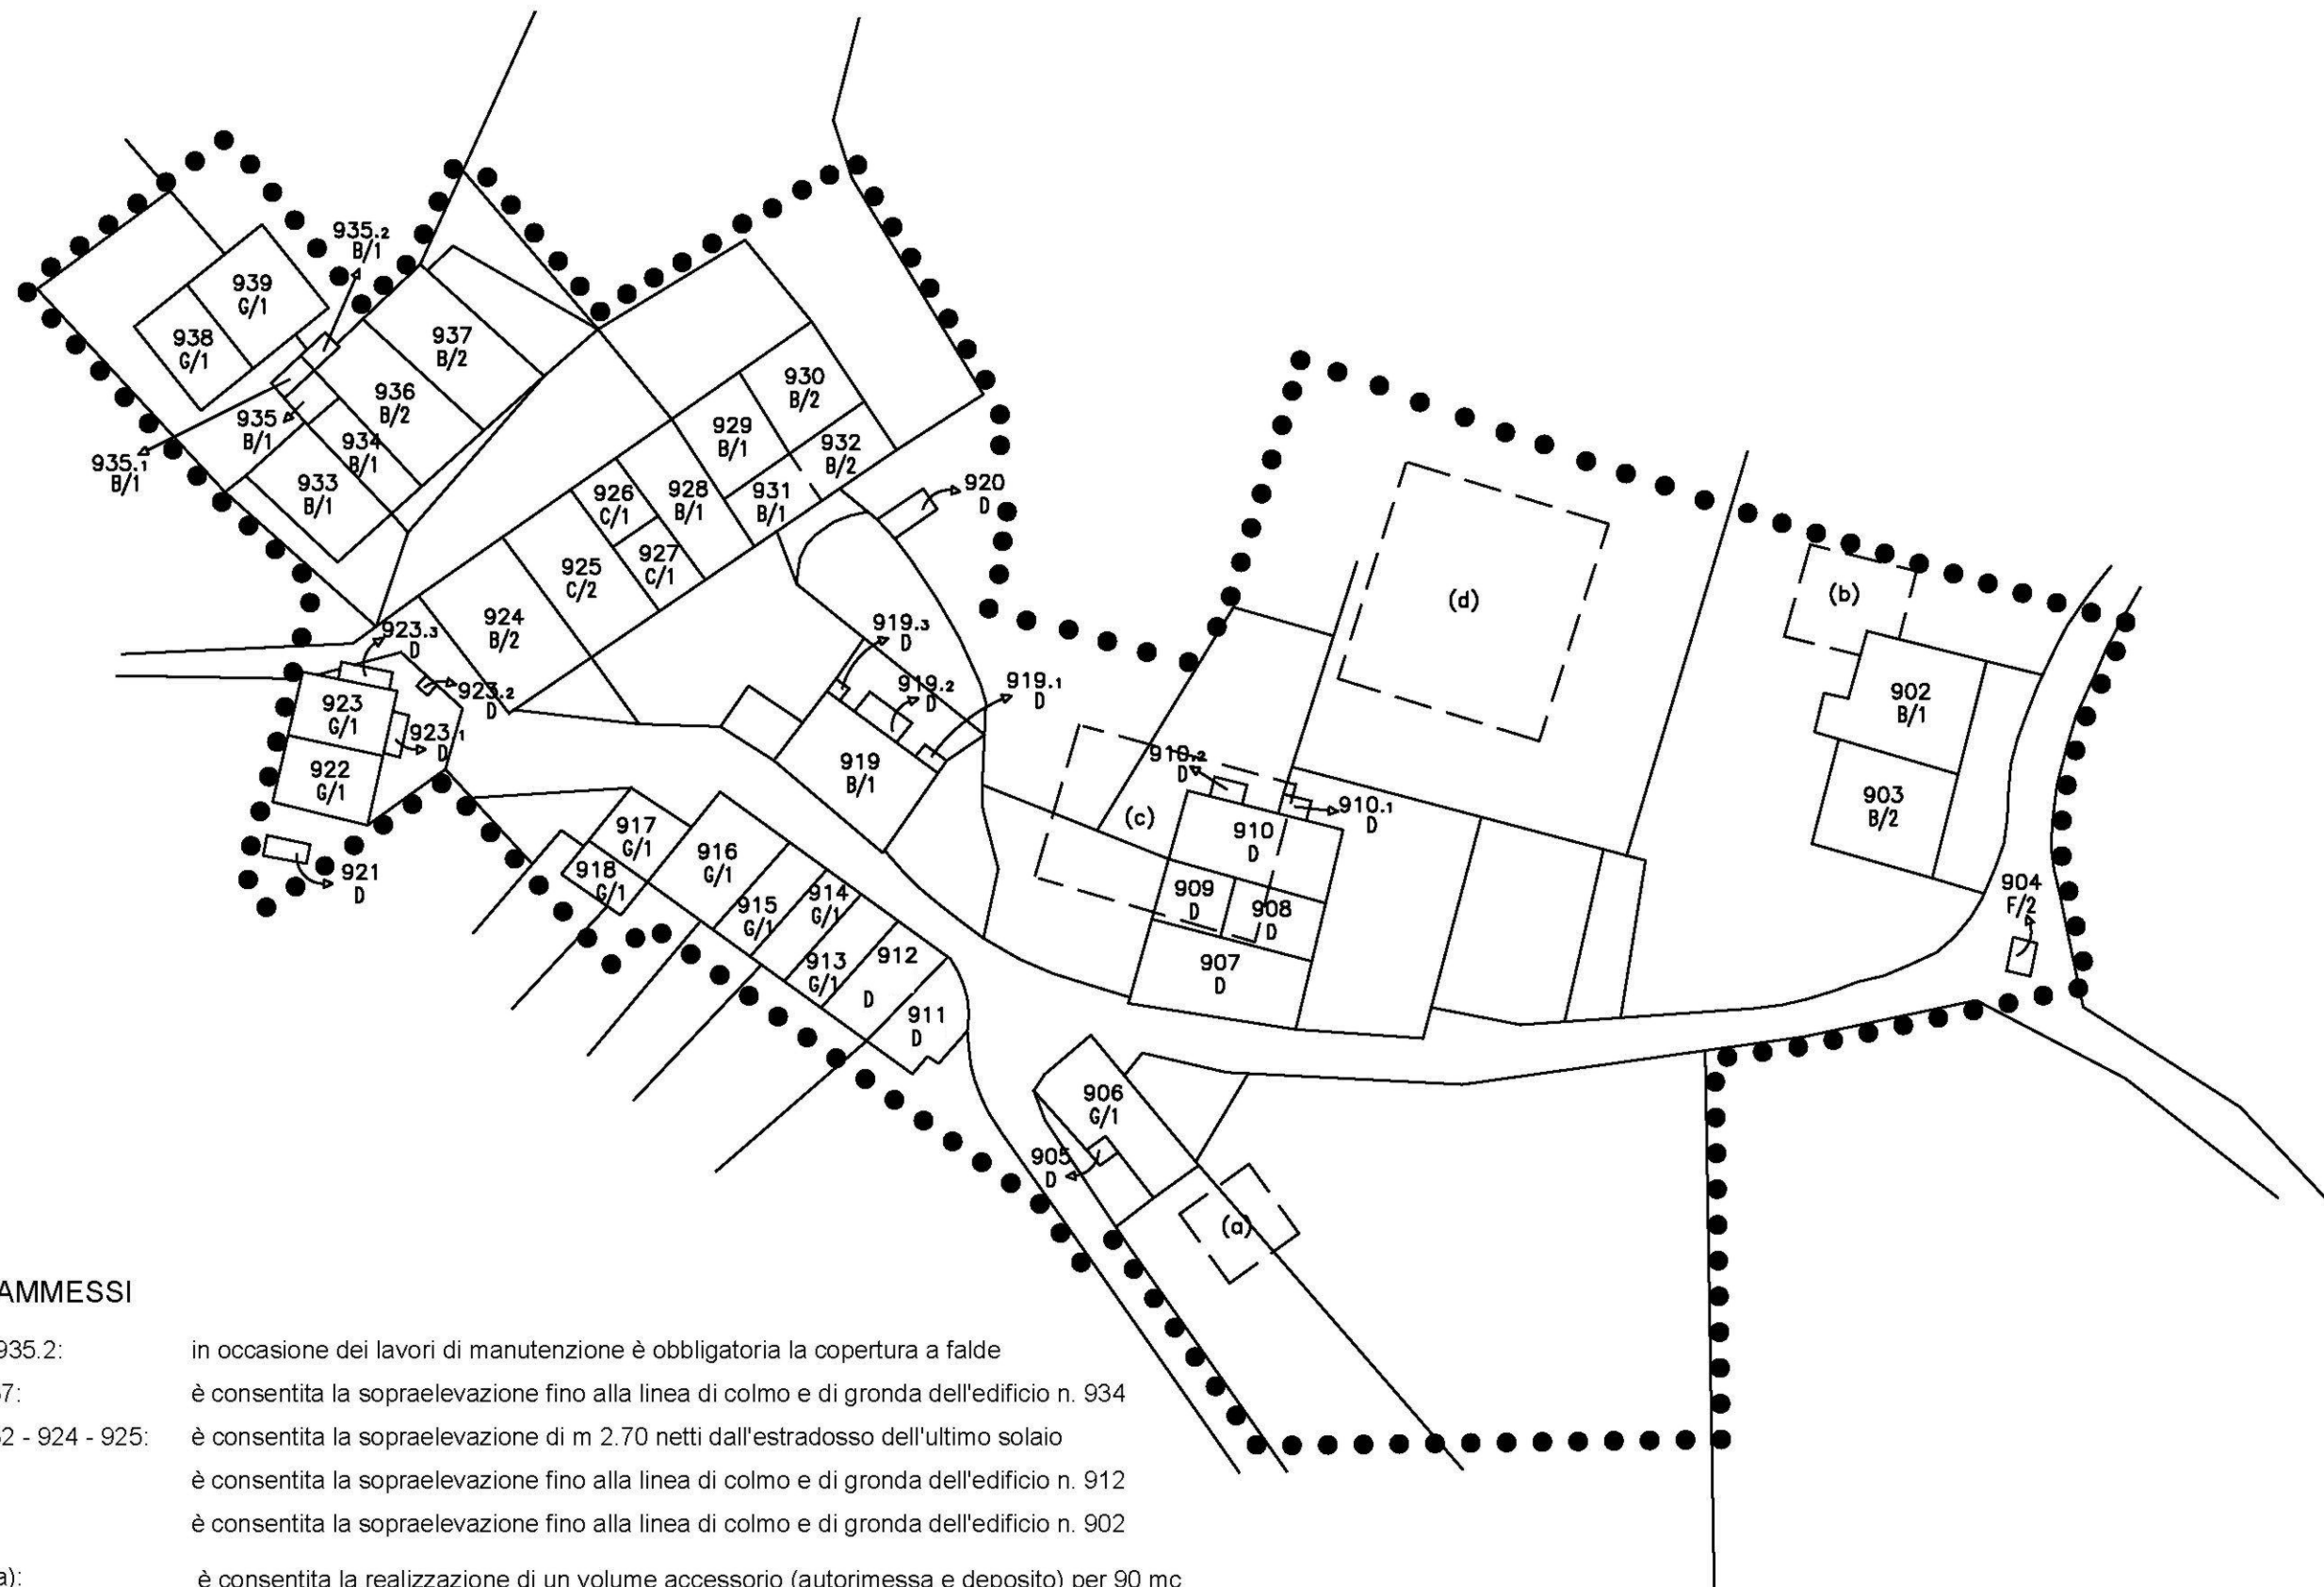 935.2
B/1
939
G/1
938
G/1
937
B/2
936
B/2
935
B/1
934
B/1
935.1
B/1
933
B/1
930
B/2
929
B/1
932
B/2
931
B/1
928
B/1
926
C/1
927
C/1
925
C/2
924
B/2
920
D
923.3
D
923.2
D
923
G/1
923.1
D
922
G/1
921
D
919.3
D
919.2
D
919.1
D
919
B/1
917
G/1
918
G/1
916
G/1
915
G/1
914
G/1
913
G/1
912
D
911
D
(d)
(b)
902
B/1
903
B/2
904
F/2
910.2
D
910.1
D
(c)
910
D
909
D
908
D
907
D
906
G/1
905
D
(a)
AMMESSI
935.2: in occasione dei lavori di manutenzione è obbligatoria la copertura a falde
7: è consentita la sopraelevazione fino alla linea di colmo e di gronda dell'edificio n. 934
2 - 924 - 925: è consentita la sopraelevazione di m 2.70 netti dall'estradosso dell'ultimo solaio
è consentita la sopraelevazione fino alla linea di colmo e di gronda dell'edificio n. 912
è consentita la sopraelevazione fino alla linea di colmo e di gronda dell'edificio n. 902
a): è consentita la realizzazione di un volume accessorio (autorimessa e deposito) per 90 mc